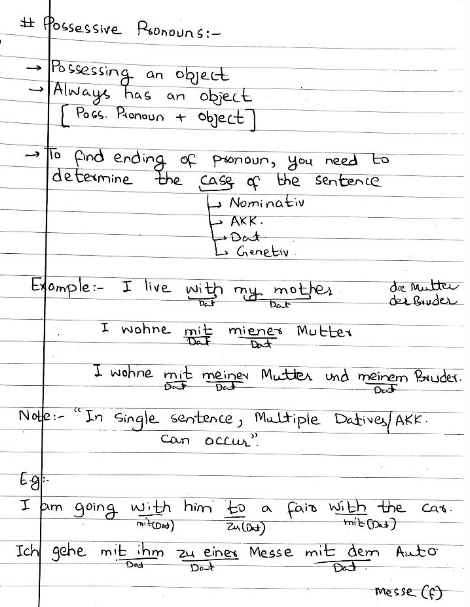 # Possessive Pronouns:-
→ Possessing an object
→ Always has an object
[Poss. Pronoun + object]
→ To find ending of pronoun, you need to
determine the case of the sentence
↳ Nominativ
↳ AKK.
↳ Dat
↳ Genetiv
Example:- I live with my mother die Mutter
Dat Dat der Bruder
I wohne mit miener Mutter
Dat Dat
I wohne mit meiner Mutter und meinem Bruder.
Dat Dat Dat
Note:- "In single sentence, Multiple Datives/AKK.
can occur".
Eg:-
I am going with him to a fair with the car.
mit(Dat) zu(Dat) mit(Dat)
Ich gehe mit ihm zu einer Messe mit dem Auto
Dat Dat Dat
Messe (f)